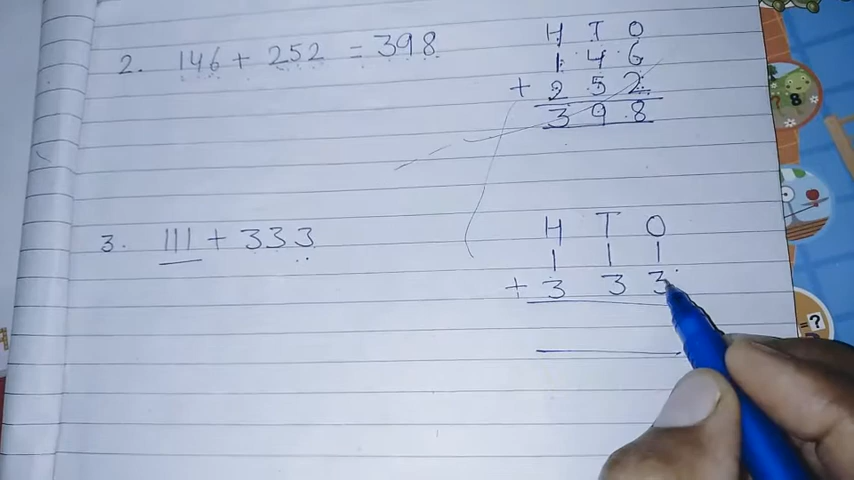 2. 146 + 252 = 398
H T O
1 4 6
+ 2 5 2
3 9 8
3. 111 + 333
H T O
1 1 1
+ 3 3 3
8
?